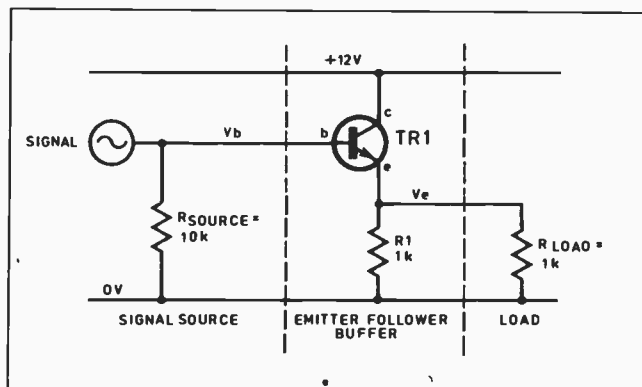 +12V
c
SIGNAL
Vb
b
TR1
e
Ve
RSOURCE=
10k
R1
1k
RLOAD=
1k
0V
SIGNAL SOURCE
EMITTER FOLLOWER
BUFFER
LOAD